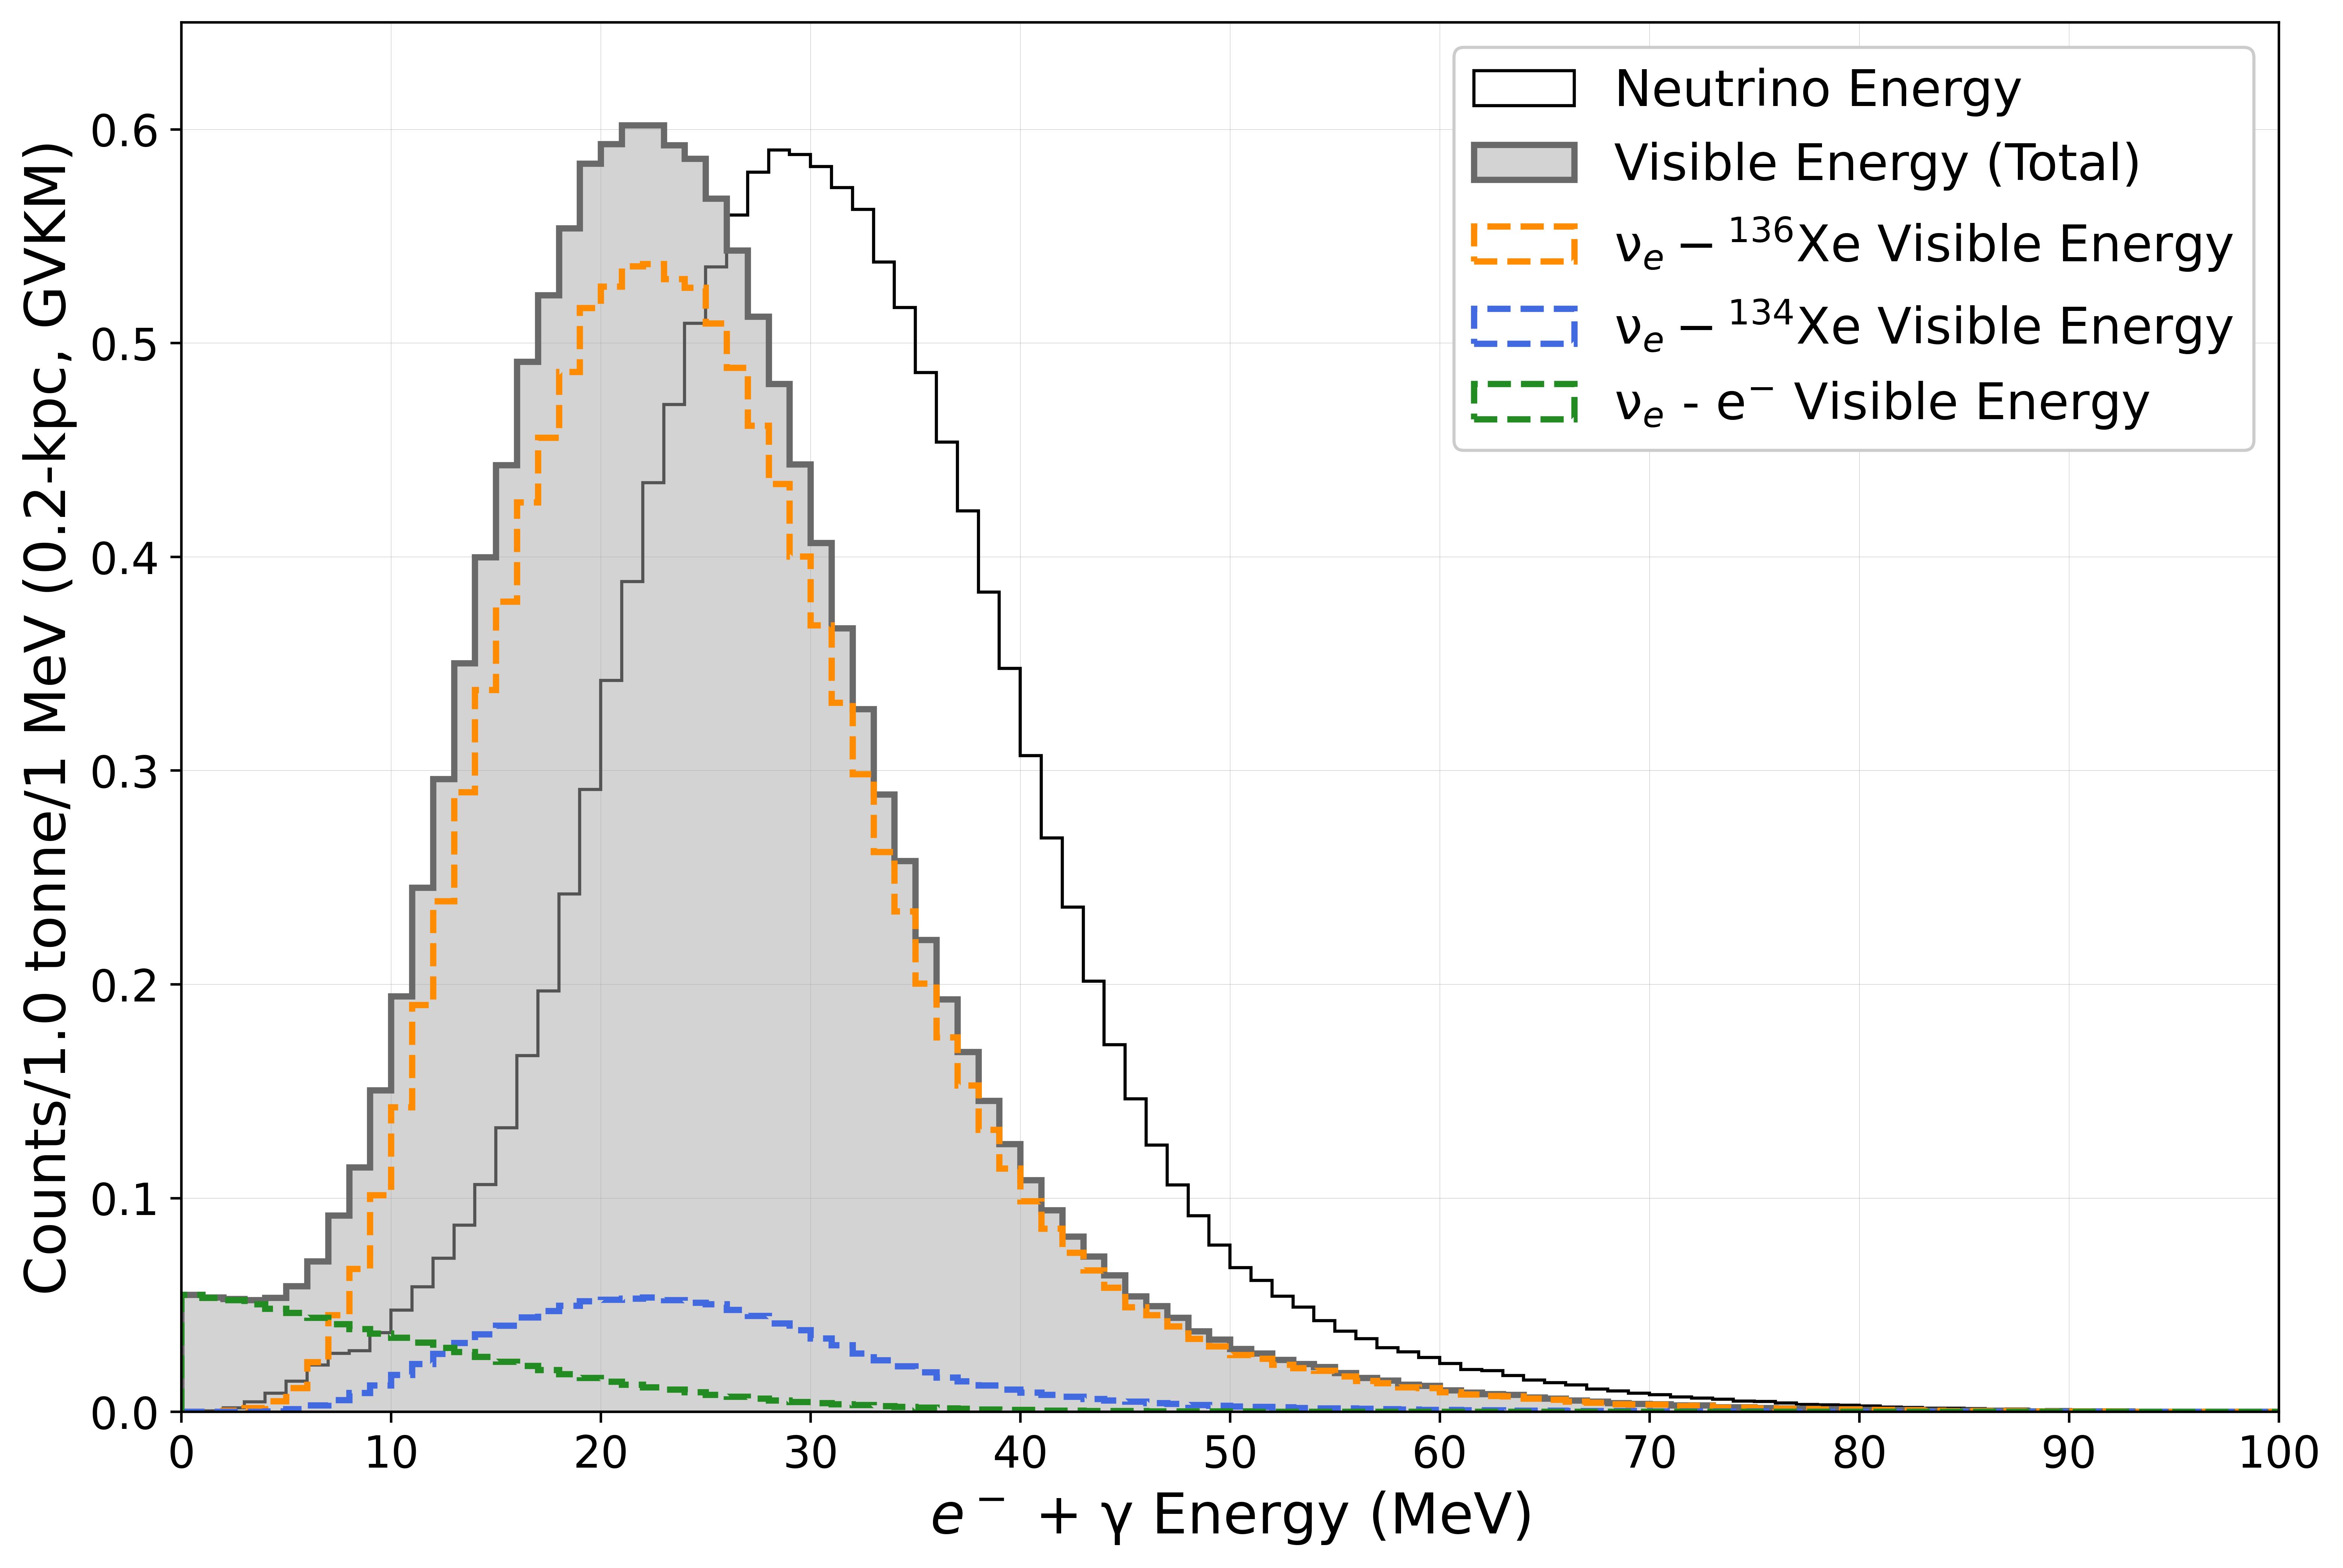 Counts/1.0 tonne/1 MeV (0.2-kpc, GVKM)
0.6
0.5
0.4
0.3
0.2
0.1
0.0
0 10 20 30 40 50 60 70 80 90 100
e⁻ + γ Energy (MeV)
Neutrino Energy
Visible Energy (Total)
νₑ − ¹³⁶Xe Visible Energy
νₑ − ¹³⁴Xe Visible Energy
νₑ - e⁻ Visible Energy